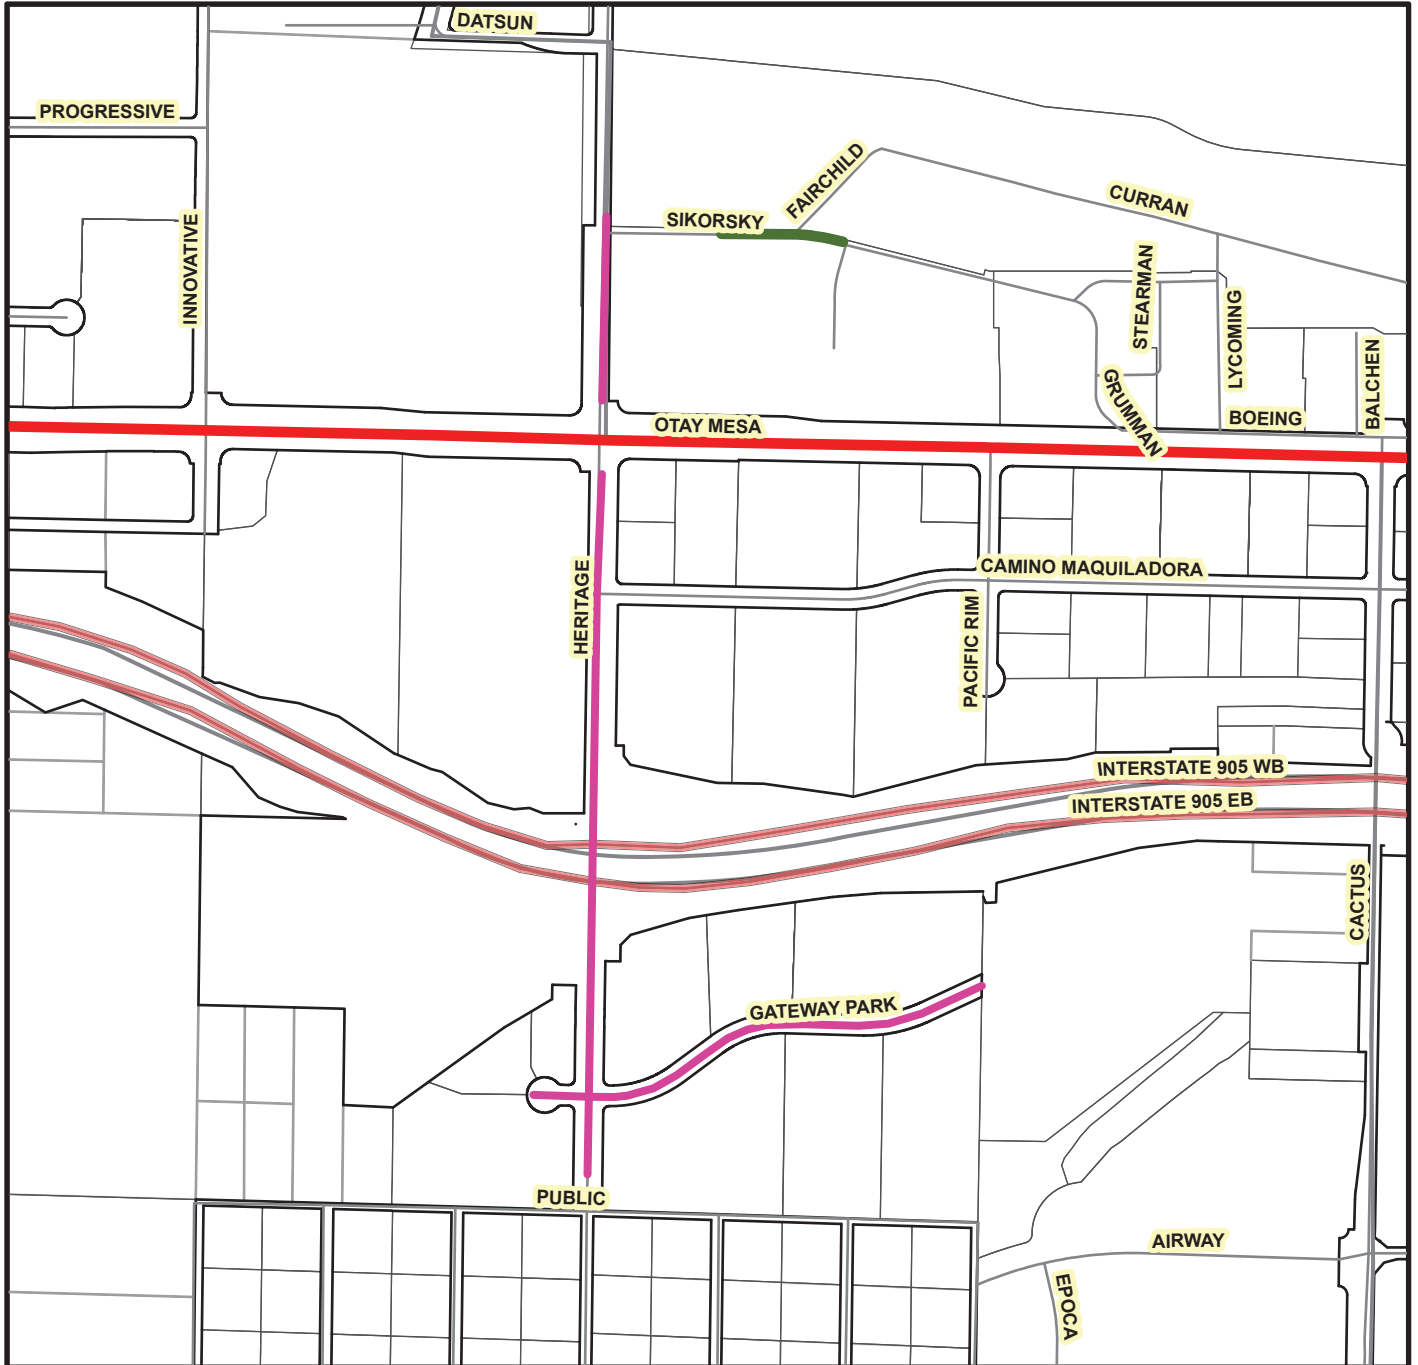 DATSUN
PROGRESSIVE
FAIRCHILD
CURRAN
SIKORSKY
INNOVATIVE
STEARMAN
LYCOMING
BALCHEN
GRUMMAN
BOEING
OTAY MESA
CAMINO MAQUILADORA
HERITAGE
PACIFIC RIM
INTERSTATE 905 WB
INTERSTATE 905 EB
CACTUS
GATEWAY PARK
PUBLIC
AIRWAY
EPOCA